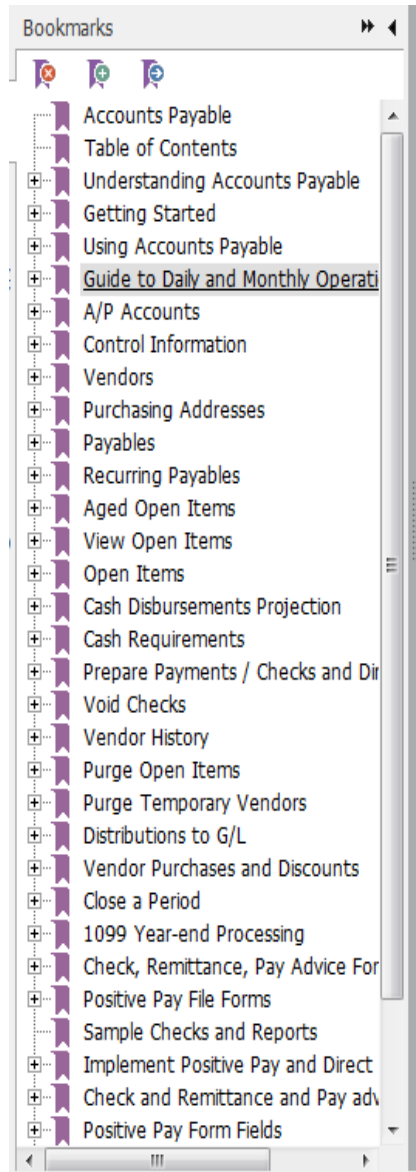 Bookmarks
Accounts Payable
Table of Contents
Understanding Accounts Payable
Getting Started
Using Accounts Payable
Guide to Daily and Monthly Operati
A/P Accounts
Control Information
Vendors
Purchasing Addresses
Payables
Recurring Payables
Aged Open Items
View Open Items
Open Items
Cash Disbursements Projection
Cash Requirements
Prepare Payments / Checks and Dir
Void Checks
Vendor History
Purge Open Items
Purge Temporary Vendors
Distributions to G/L
Vendor Purchases and Discounts
Close a Period
1099 Year-end Processing
Check, Remittance, Pay Advice For
Positive Pay File Forms
Sample Checks and Reports
Implement Positive Pay and Direct
Check and Remittance and Pay adv
Positive Pay Form Fields